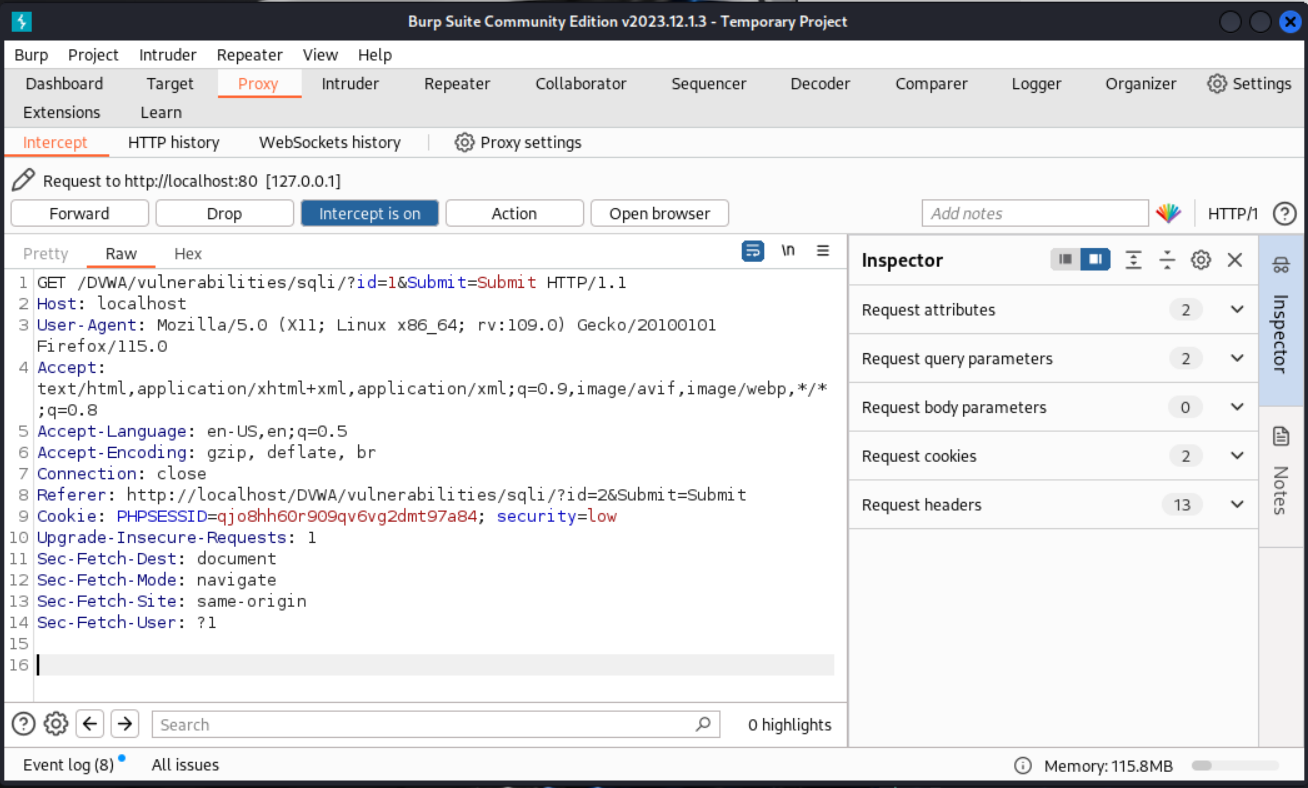 Burp Suite Community Edition v2023.12.1.3 - Temporary Project
Burp Project Intruder Repeater View Help
Dashboard Target Proxy Intruder Repeater Collaborator Sequencer Decoder Comparer Logger Organizer Settings
Extensions Learn
Intercept HTTP history WebSockets history Proxy settings
Request to http://localhost:80 [127.0.0.1]
Forward Drop Intercept is on Action Open browser Add notes HTTP/1 ?
Pretty Raw Hex \n
1 GET /DVWA/vulnerabilities/sqli/?id=1&Submit=Submit HTTP/1.1
2 Host: localhost
3 User-Agent: Mozilla/5.0 (X11; Linux x86_64; rv:109.0) Gecko/20100101
Firefox/115.0
4 Accept:
text/html,application/xhtml+xml,application/xml;q=0.9,image/avif,image/webp,*/*
;q=0.8
5 Accept-Language: en-US,en;q=0.5
6 Accept-Encoding: gzip, deflate, br
7 Connection: close
8 Referer: http://localhost/DVWA/vulnerabilities/sqli/?id=2&Submit=Submit
9 Cookie: PHPSESSID=qjo8hh60r909qv6vg2dmt97a84; security=low
10 Upgrade-Insecure-Requests: 1
11 Sec-Fetch-Dest: document
12 Sec-Fetch-Mode: navigate
13 Sec-Fetch-Site: same-origin
14 Sec-Fetch-User: ?1
15
16
? Search 0 highlights
Inspector
Request attributes 2
Request query parameters 2
Request body parameters 0
Request cookies 2
Request headers 13
Inspector
Notes
Event log (8) All issues Memory: 115.8MB